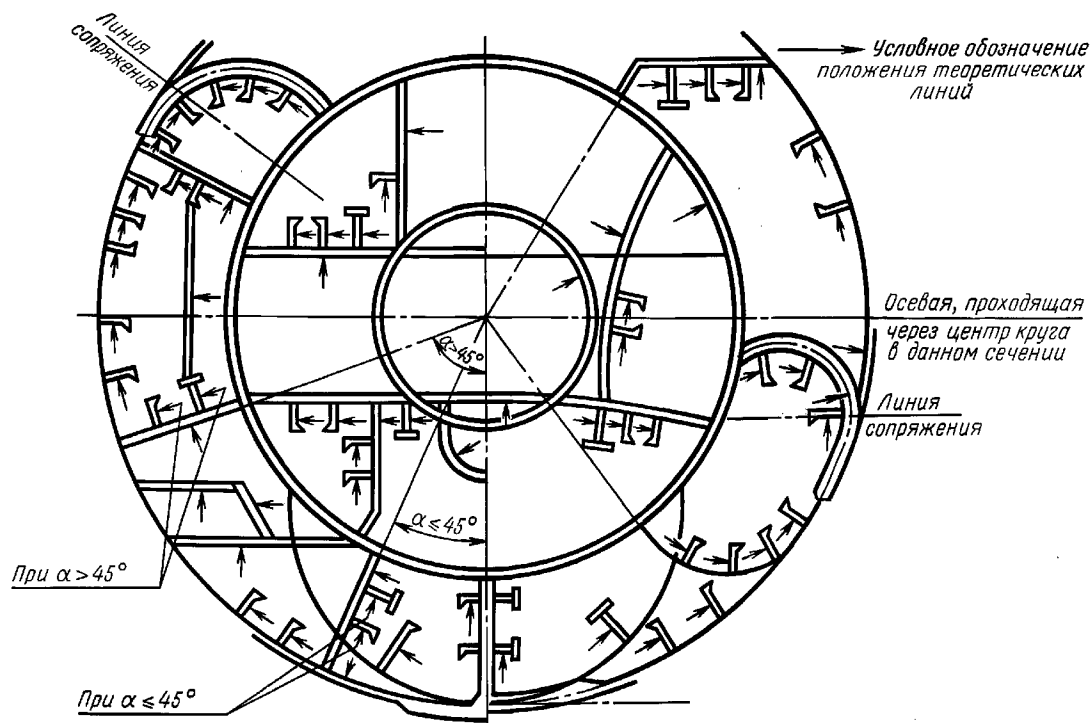 Линия
сопряжения
Условное обозначение
положения теоретических
линий
Осевая, проходящая
через центр круга
в данном сечении
α>45°
Линия
сопряжения
α≤45°
При α>45°
При α≤45°